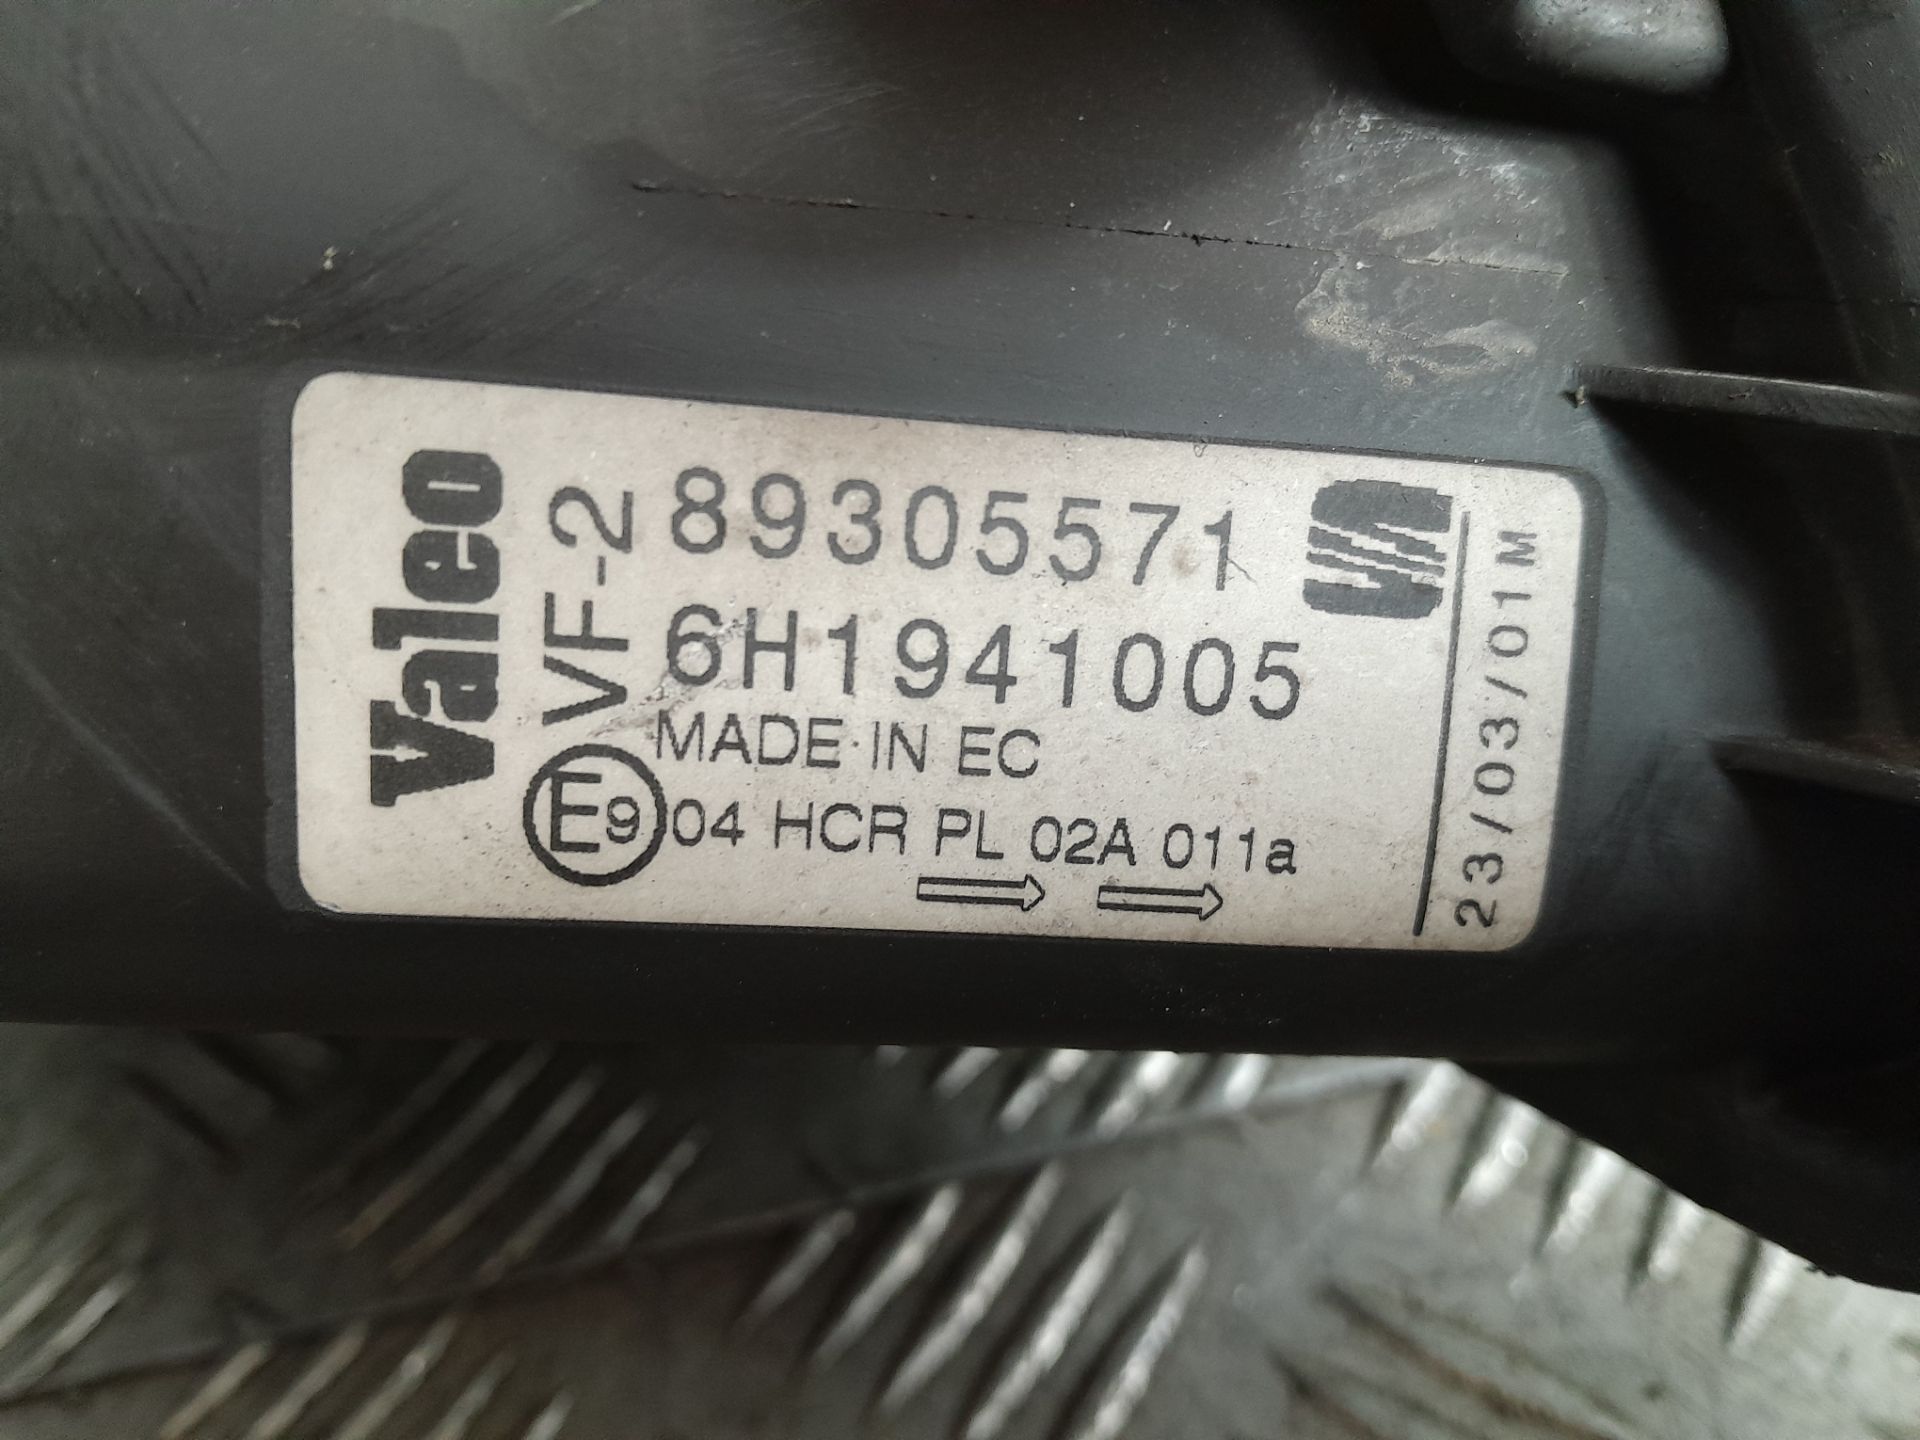 Valeo
VF-2
89305571
6H1941005
MADE IN EC
E9 04 HCR PL 02A 011a
23/03/01M